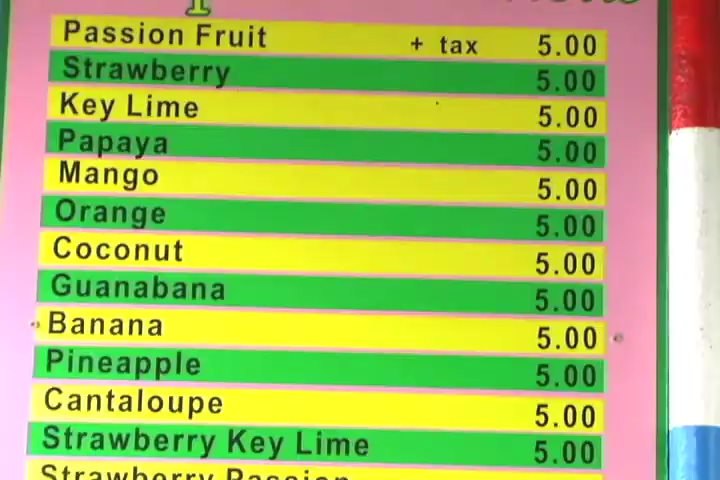 Passion Fruit + tax 5.00
Strawberry 5.00
Key Lime 5.00
Papaya 5.00
Mango 5.00
Orange 5.00
Coconut 5.00
Guanabana 5.00
Banana 5.00
Pineapple 5.00
Cantaloupe 5.00
Strawberry Key Lime 5.00
Strawberry Passion